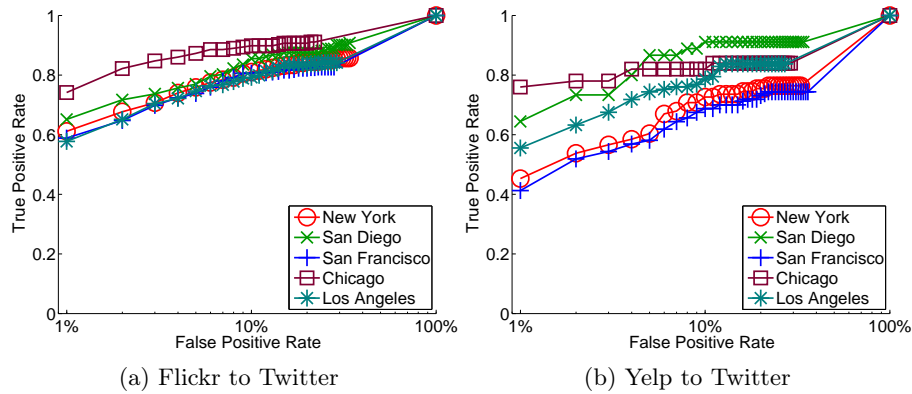 1
0.8
0.6
0.4
0.2
0
True Positive Rate
1%
10%
100%
False Positive Rate
New York
San Diego
San Francisco
Chicago
Los Angeles
(a) Flickr to Twitter
1
0.8
0.6
0.4
0.2
0
True Positive Rate
1%
10%
100%
False Positive Rate
New York
San Diego
San Francisco
Chicago
Los Angeles
(b) Yelp to Twitter